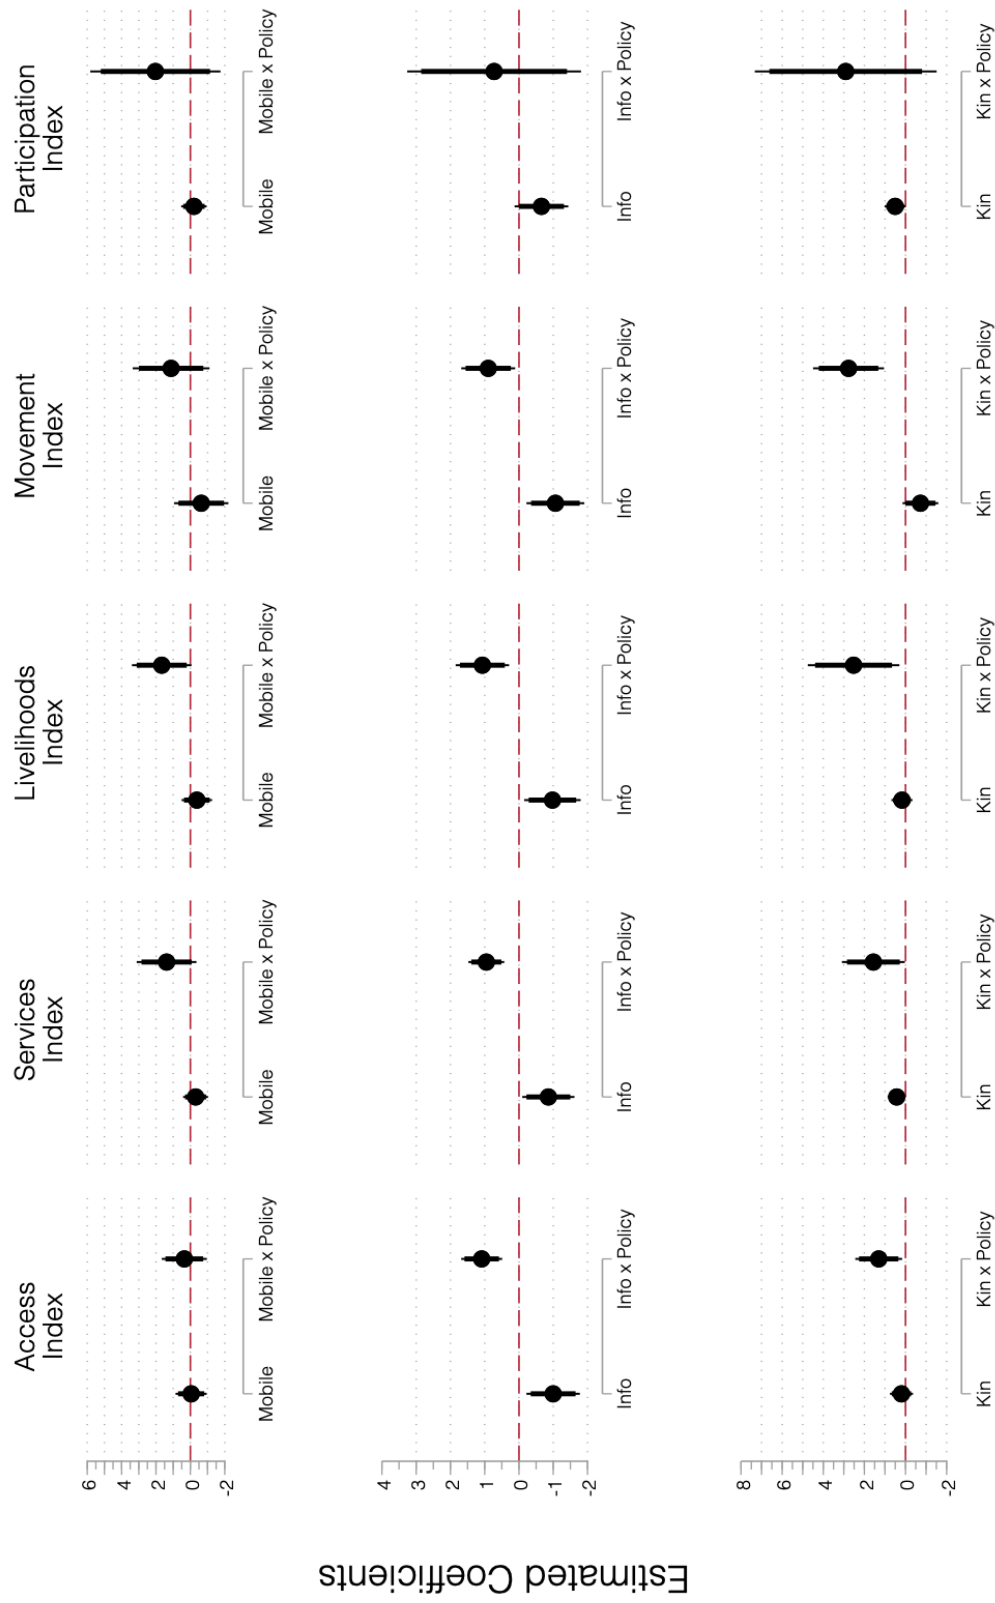 Access
Index
Services
Index
Livelihoods
Index
Movement
Index
Participation
Index
Estimated Coefficients
6
4
2
0
-2
Mobile
Mobile x Policy
Mobile
Mobile x Policy
Mobile
Mobile x Policy
Mobile
Mobile x Policy
Mobile
Mobile x Policy
4
3
2
1
0
-1
-2
Info
Info x Policy
Info
Info x Policy
Info
Info x Policy
Info
Info x Policy
Info
Info x Policy
8
6
4
2
0
-2
Kin
Kin x Policy
Kin
Kin x Policy
Kin
Kin x Policy
Kin
Kin x Policy
Kin
Kin x Policy